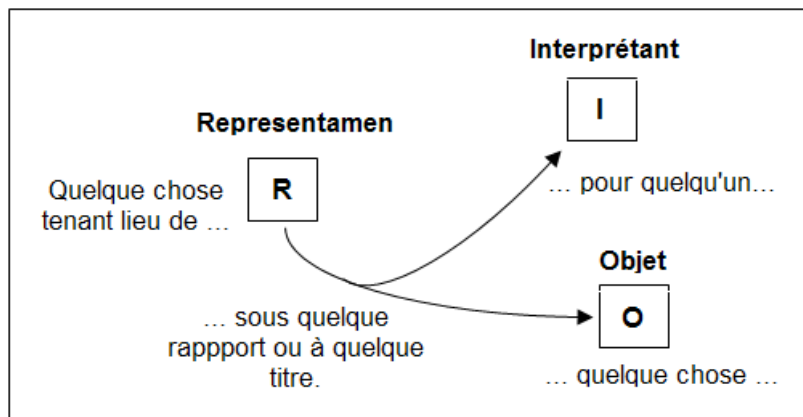 Interprétant
I
... pour quelqu'un...
Representamen
R
Quelque chose
tenant lieu de ...
Objet
O
... quelque chose ...
... sous quelque
rappport ou à quelque
titre.